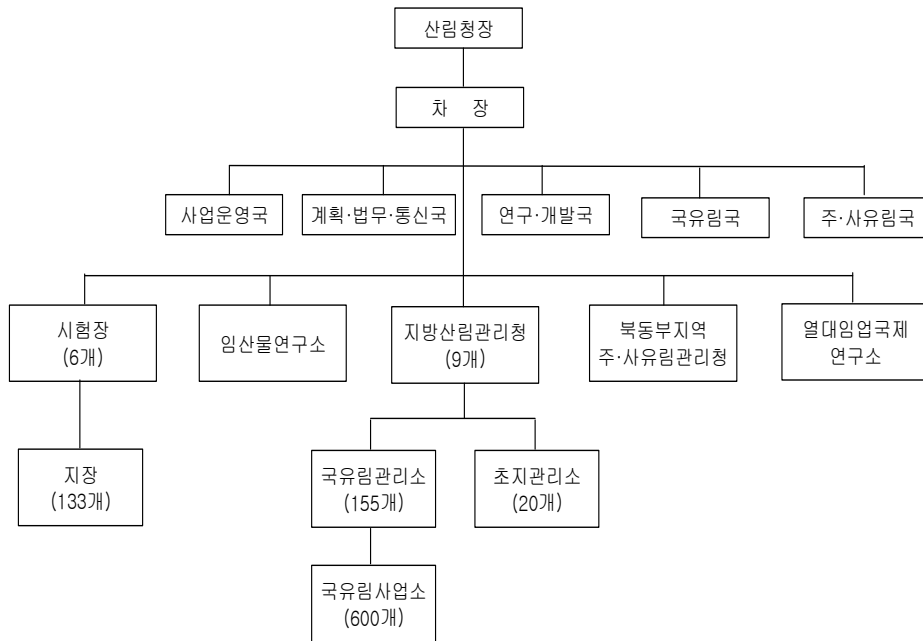 산림청장
차 장
사업운영국
계획·법무·통신국
연구·개발국
국유림국
주·사유림국
시험장
(6개)
임산물연구소
지방산림관리청
(9개)
북동부지역
주·사유림관리청
열대임업국제
연구소
지장
(133개)
국유림관리소
(155개)
초지관리소
(20개)
국유림사업소
(600개)